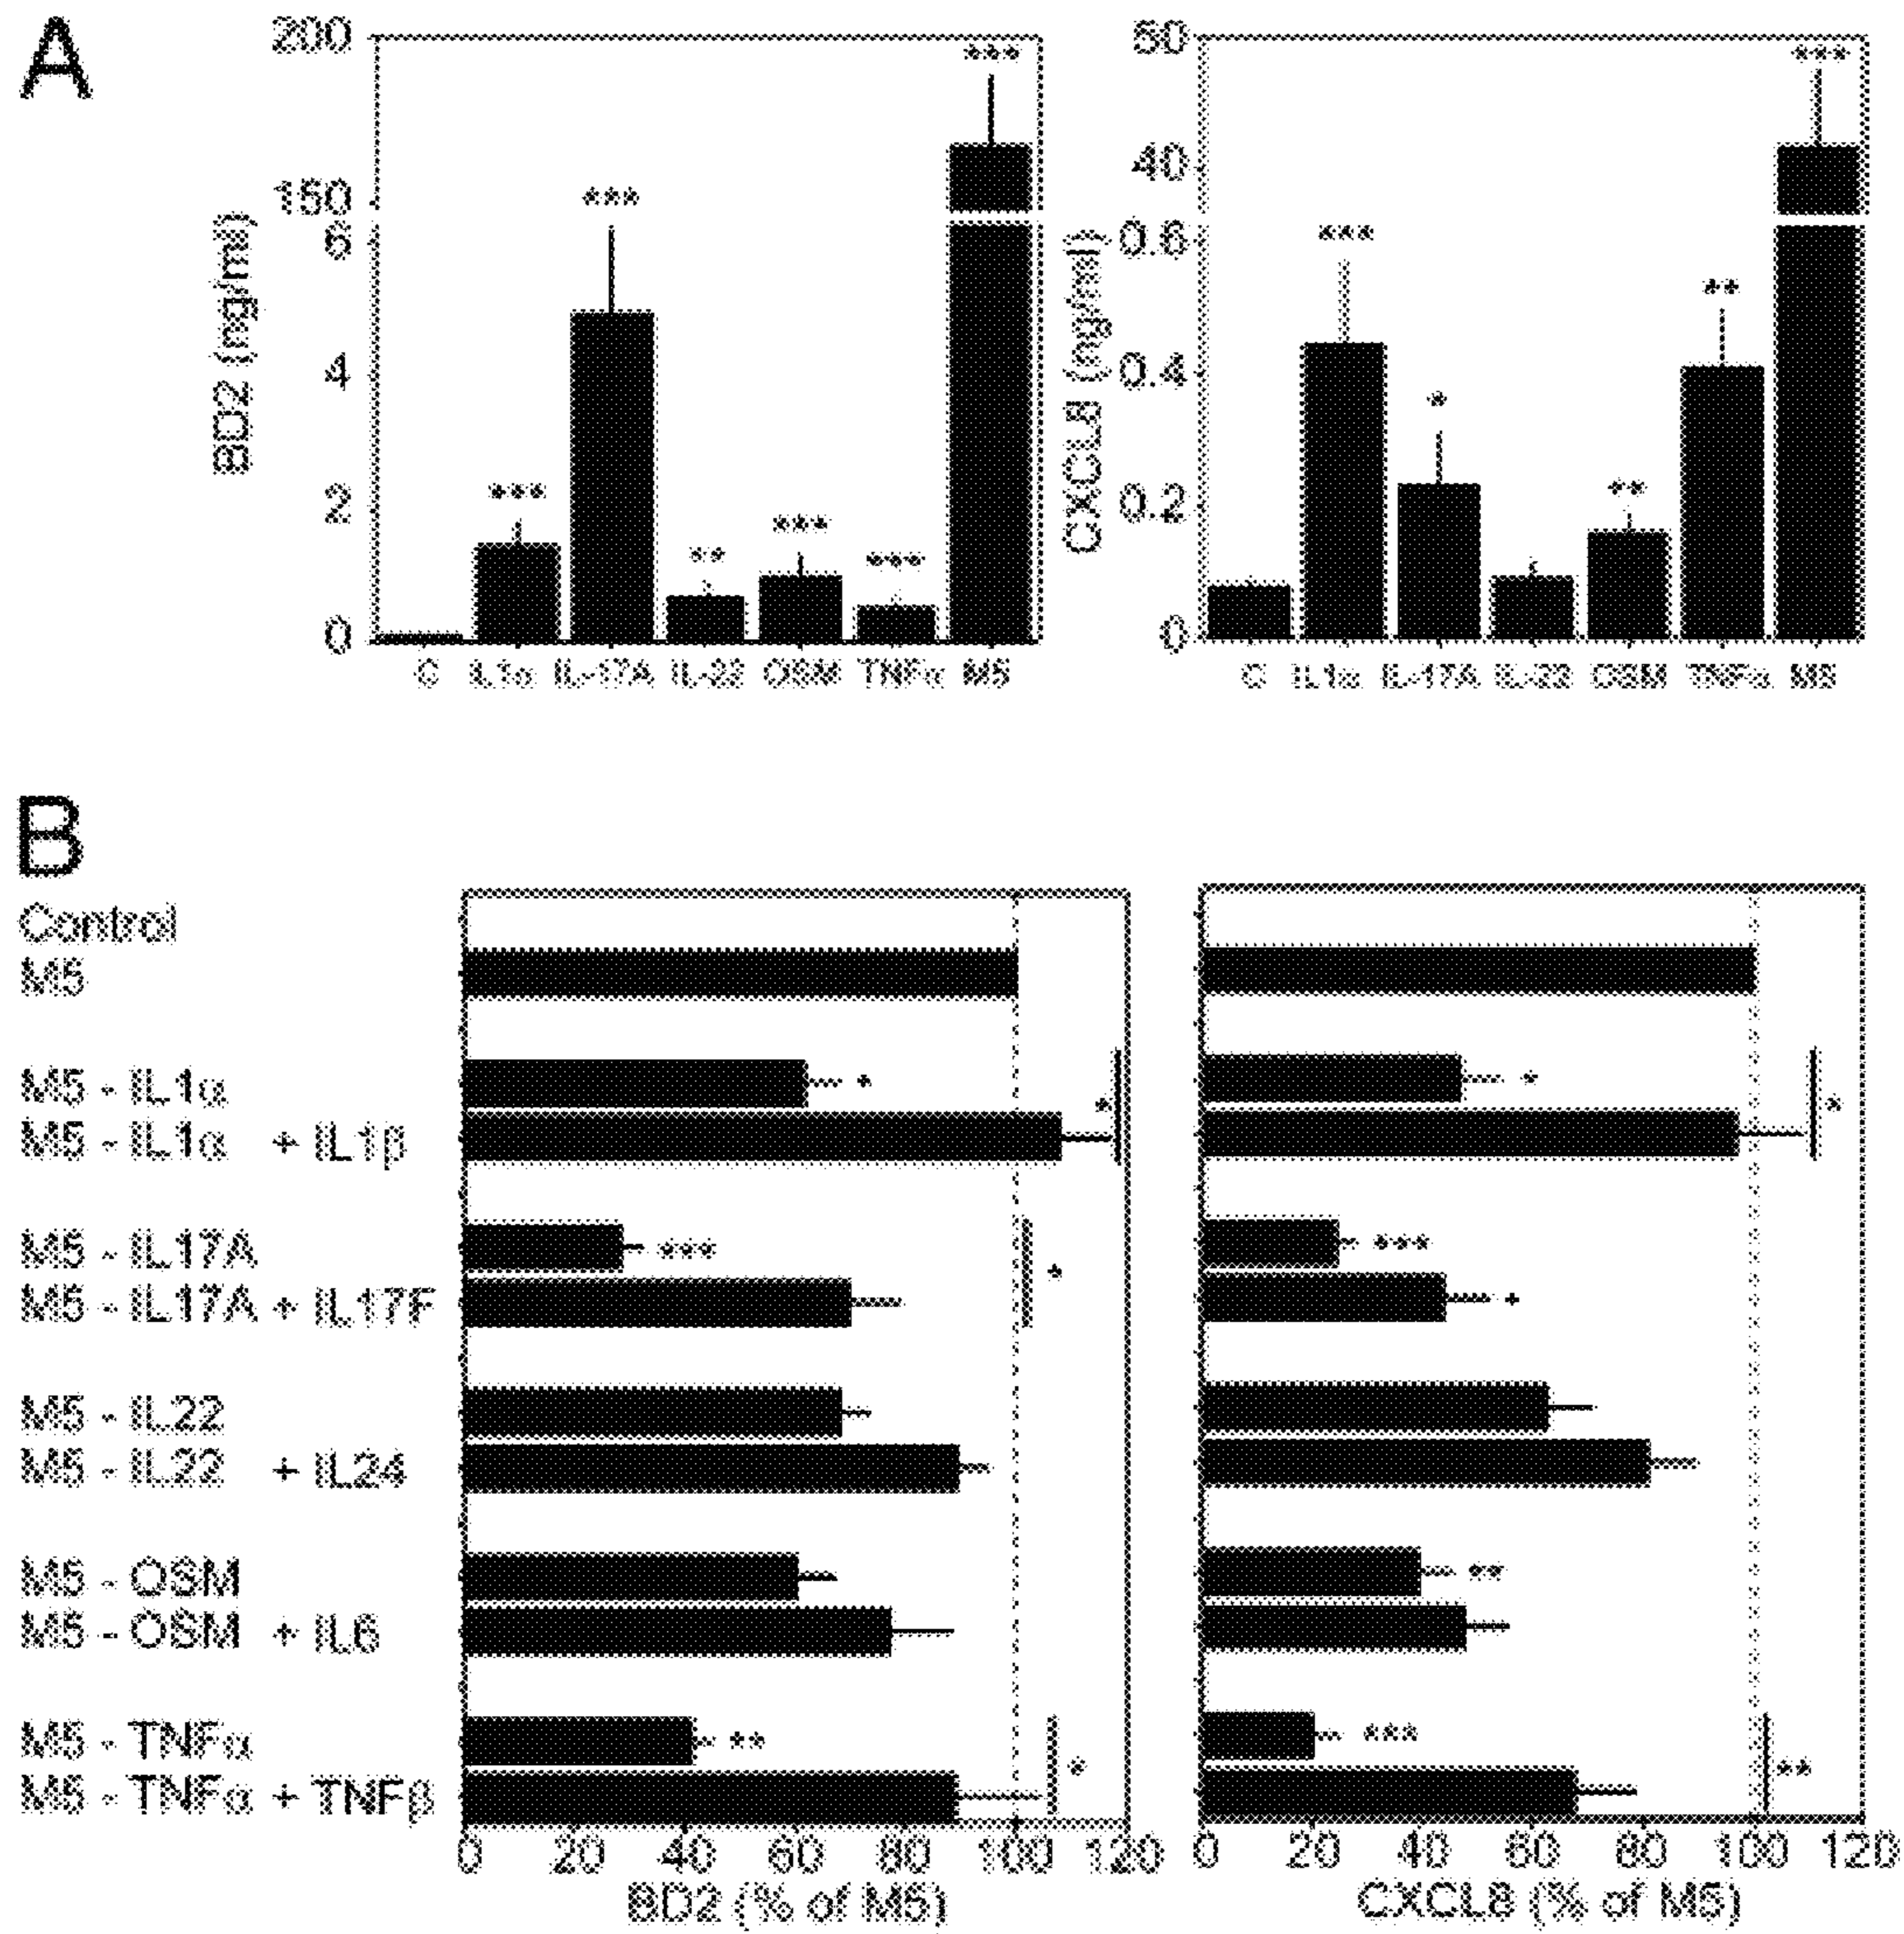 A
200
150
6
4
2
0
BD2 (ng/ml)
***
***
**
***
***
***
C IL1α IL-17A IL-22 OSM TNFα M5
50
40
0.6
0.4
0.2
0
CXCL8 (ng/ml)
***
*
**
**
***
C IL1α IL-17A IL-22 OSM TNFα M5
B
Control
M5
M5 - IL1α * * * *
M5 - IL1α + IL1β
M5 - IL17A *** * ***
M5 - IL17A + IL17F *
M5 - IL22
M5 - IL22 + IL24
M5 - OSM **
M5 - OSM + IL6
M5 - TNFα ** * *** **
M5 - TNFα + TNFβ
0 20 40 60 80 100 120
BD2 (% of M5)
0 20 40 60 80 100 120
CXCL8 (% of M5)